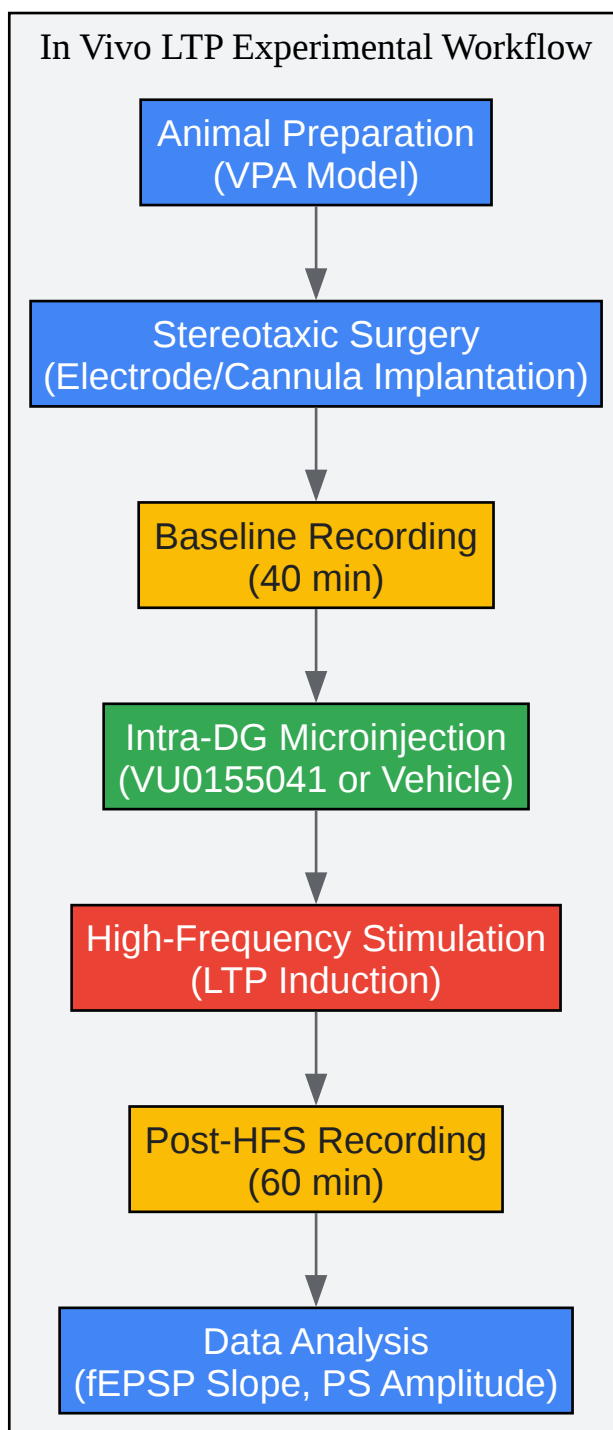 In Vivo LTP Experimental Workflow
Animal Preparation
(VPA Model)
Stereotaxic Surgery
(Electrode/Cannula Implantation)
Baseline Recording
(40 min)
Intra-DG Microinjection
(VU0155041 or Vehicle)
High-Frequency Stimulation
(LTP Induction)
Post-HFS Recording
(60 min)
Data Analysis
(fEPSP Slope, PS Amplitude)